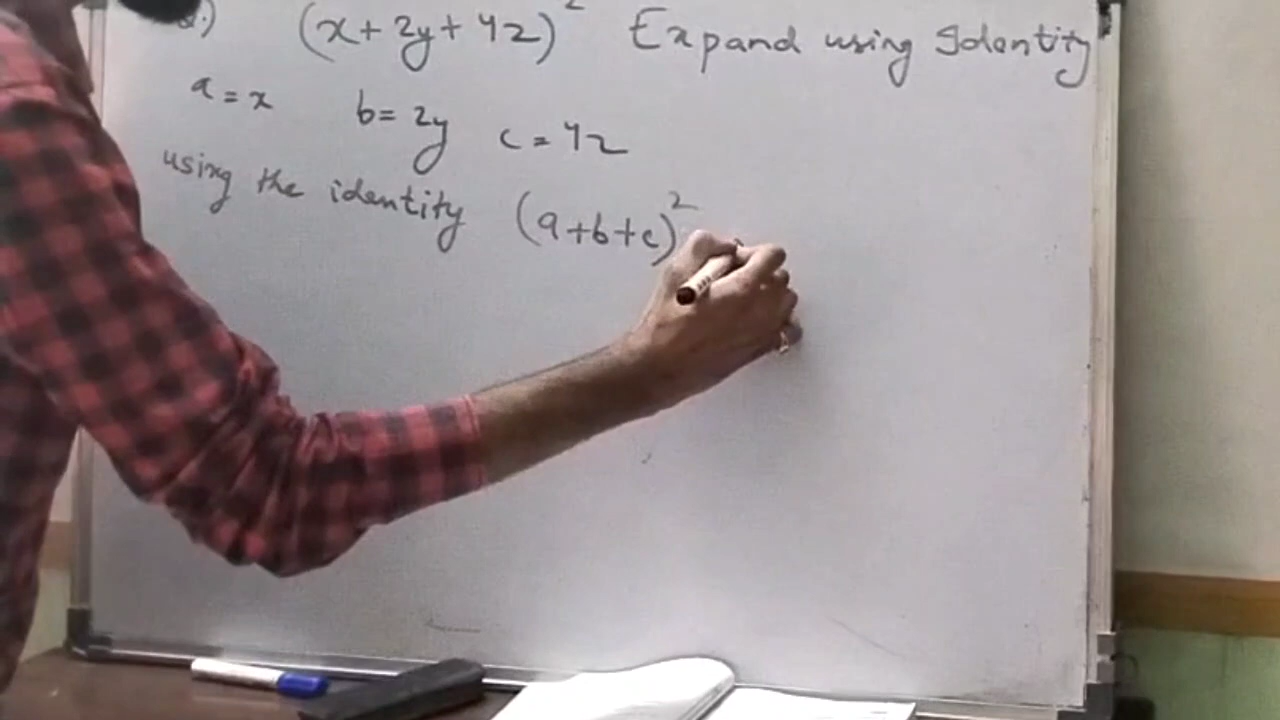 (x+2y+4z)² Expand using Identity
a = x b = 2y c = 4z
using the identity (a+b+c)²